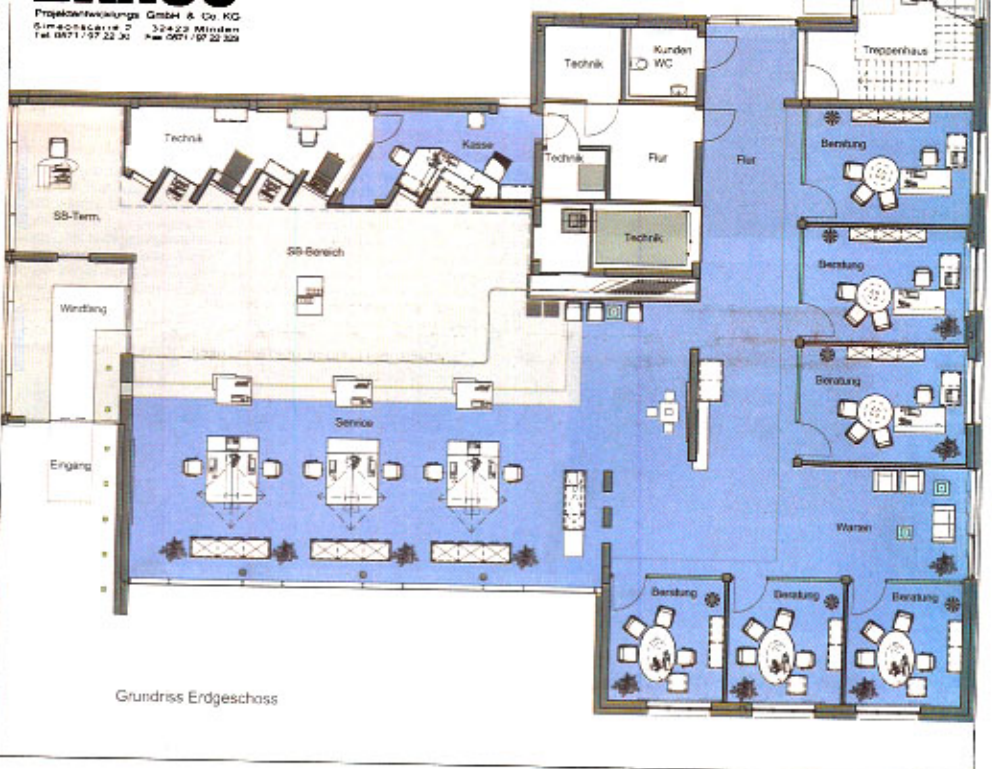 Projektentwicklungs GmbH & Co. KG
32423 Minden
Technik
Kunden
WC
Treppenhaus
Technik
Kasse
Technik
Flur
Flur
Beratung
SB-Term.
SB-Bereich
Technik
Beratung
Windfang
Beratung
Service
Eingang
Warten
Beratung
Beratung
Beratung
Grundriss Erdgeschoss